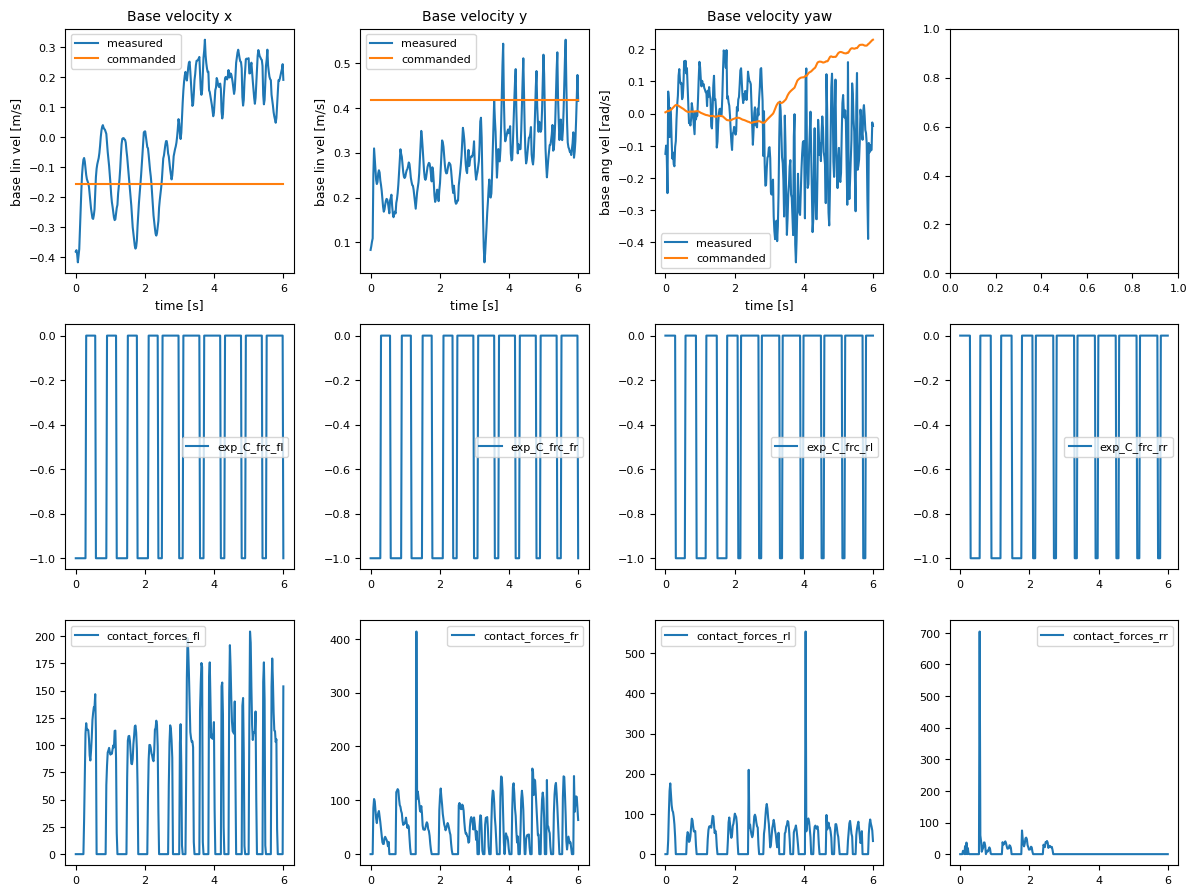 Base velocity x
Base velocity y
Base velocity yaw
base lin vel [m/s]
0.3
0.2
0.1
0.0
−0.1
−0.2
−0.3
−0.4
measured
commanded
0 2 4 6
time [s]
base lin vel [m/s]
0.5
0.4
0.3
0.2
0.1
measured
commanded
0 2 4 6
base ang vel [rad/s]
0.2
0.1
0.0
−0.1
−0.2
−0.3
−0.4
measured
commanded
0 2 4 6
time [s]
1.0
0.8
0.6
0.4
0.2
0.0
0.0 0.2 0.4 0.6 0.8 1.0
0.0
−0.2
−0.4
−0.6
−0.8
−1.0
exp_C_frc_fl
0 2 4 6
0.0
−0.2
−0.4
−0.6
−0.8
−1.0
exp_C_frc_fr
0 2 4 6
0.0
−0.2
−0.4
−0.6
−0.8
−1.0
exp_C_frc_rl
0 2 4 6
0.0
−0.2
−0.4
−0.6
−0.8
−1.0
exp_C_frc_rr
0 2 4 6
200
175
150
125
100
75
50
25
0
contact_forces_fl
0 2 4 6
400
300
200
100
0
contact_forces_fr
0 2 4 6
500
400
300
200
100
0
contact_forces_rl
0 2 4 6
700
600
500
400
300
200
100
0
contact_forces_rr
0 2 4 6